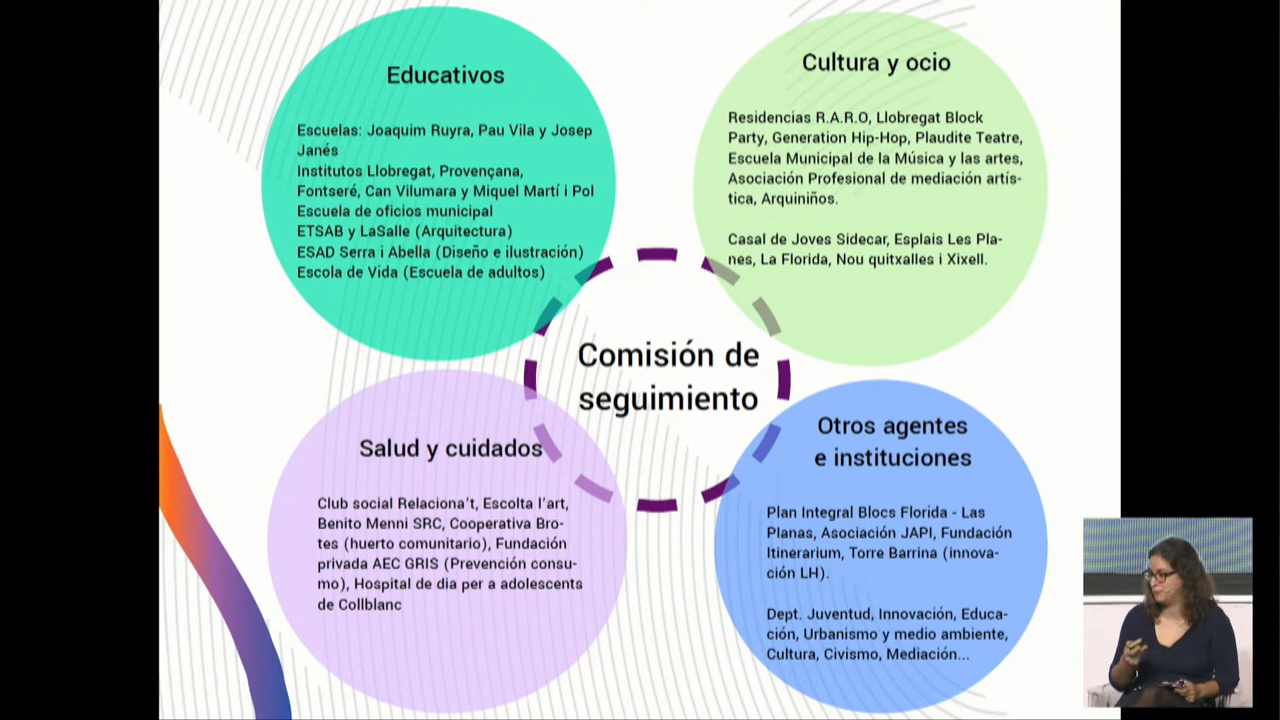 Educativos
Escuelas: Joaquim Ruyra, Pau Vila y Josep
Janés
Institutos Llobregat, Provençana,
Fontseré, Can Vilumara y Miquel Martí i Pol
Escuela de oficios municipal
ETSAB y LaSalle (Arquitectura)
ESAD Serra i Abella (Diseño e ilustración)
Escola de Vida (Escuela de adultos)
Cultura y ocio
Residencias R.A.R.O, Llobregat Block
Party, Generation Hip-Hop, Plaudite Teatre,
Escuela Municipal de la Música y las artes,
Asociación Profesional de mediación artís-
tica, Arquiniños.
Casal de Joves Sidecar, Esplais Les Pla-
nes, La Florida, Nou quitxalles i Xixell.
Comisión de
seguimiento
Salud y cuidados
Club social Relaciona't, Escolta l'art,
Benito Menni SRC, Cooperativa Bro-
tes (huerto comunitario), Fundación
privada AEC GRIS (Prevención consu-
mo), Hospital de dia per a adolescents
de Collblanc
Otros agentes
e instituciones
Plan Integral Blocs Florida - Las
Planas, Asociación JAPI, Fundación
Itinerarium, Torre Barrina (innova-
ción LH).
Dept. Juventud, Innovación, Educa-
ción, Urbanismo y medio ambiente,
Cultura, Civismo, Mediación...